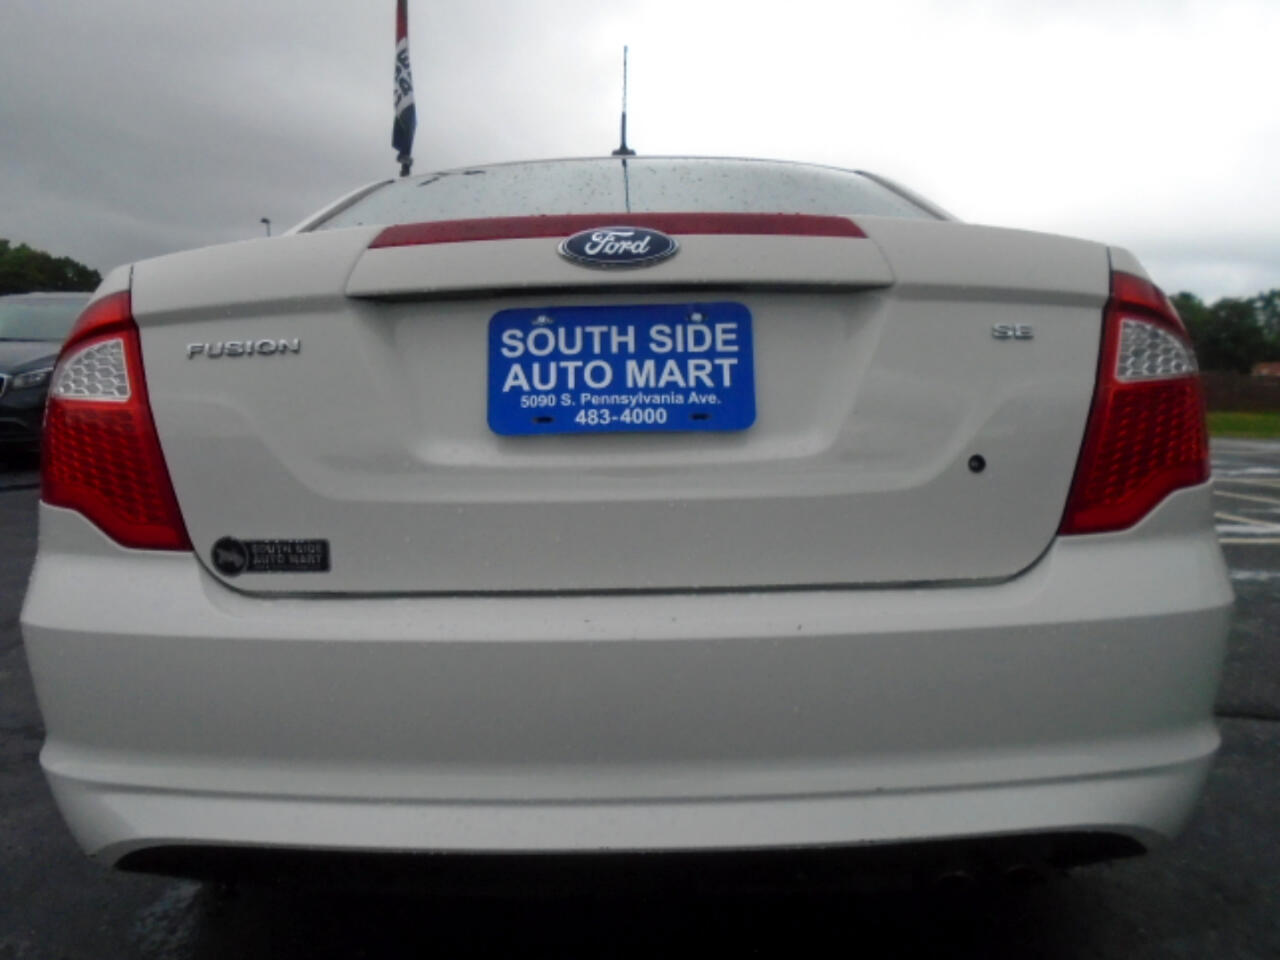 Ford
FUSION
SE
SOUTH SIDE
AUTO MART
5090 S. Pennsylvania Ave.
483-4000
SOUTH SIDE
AUTO MART